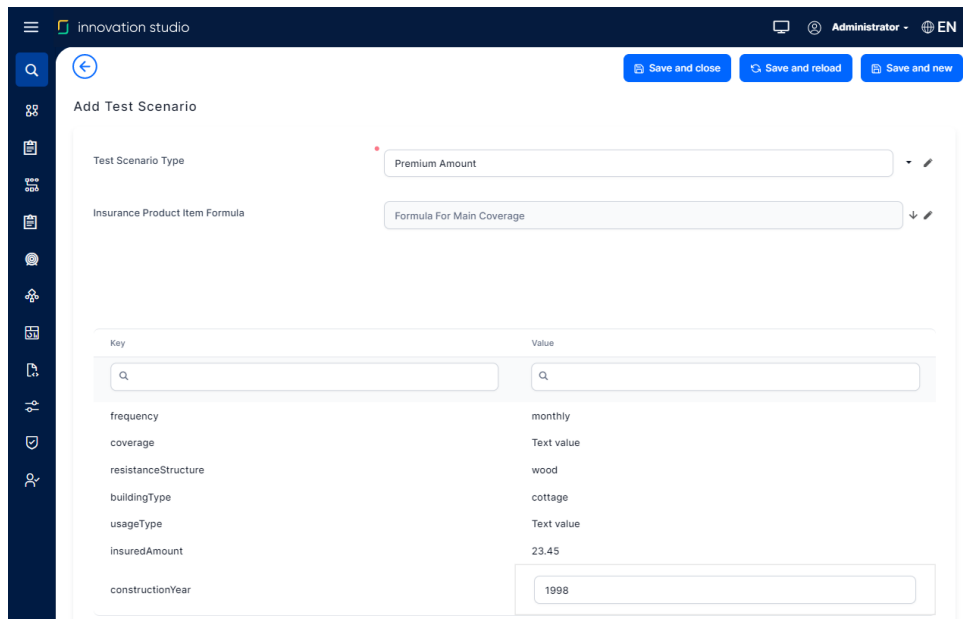 innovation studio Administrator EN
Save and close Save and reload Save and new
Add Test Scenario
Test Scenario Type Premium Amount
Insurance Product Item Formula Formula For Main Coverage
Key Value
frequency monthly
coverage Text value
resistanceStructure wood
buildingType cottage
usageType Text value
insuredAmount 23.45
constructionYear 1998